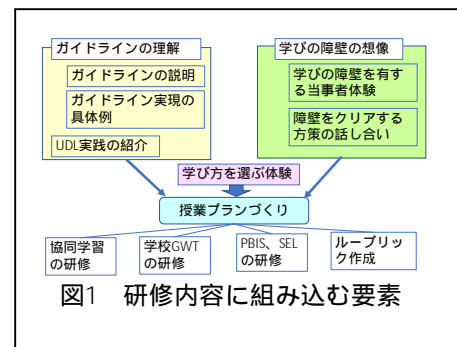 ガイドラインの理解
ガイドラインの説明
ガイドライン実現の
具体例
UDL実践の紹介
学びの障壁の想像
学びの障壁を有す
る当事者体験
障壁をクリアする
方策の話し合い
学び方を選ぶ体験
授業プランづくり
協同学習
の研修
学校GWT
の研修
PBIS、SEL
の研修
ルーブリッ
ク作成
図1 研修内容に組み込む要素